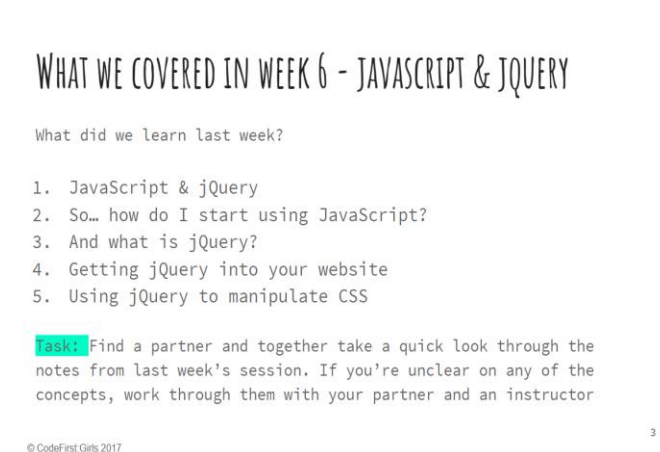 WHAT WE COVERED IN WEEK 6 - JAVASCRIPT & JQUERY
What did we learn last week?
1. JavaScript & jQuery
2. So… how do I start using JavaScript?
3. And what is jQuery?
4. Getting jQuery into your website
5. Using jQuery to manipulate CSS
Task: Find a partner and together take a quick look through the
notes from last week's session. If you're unclear on any of the
concepts, work through them with your partner and an instructor
3
© CodeFirst:Girls 2017